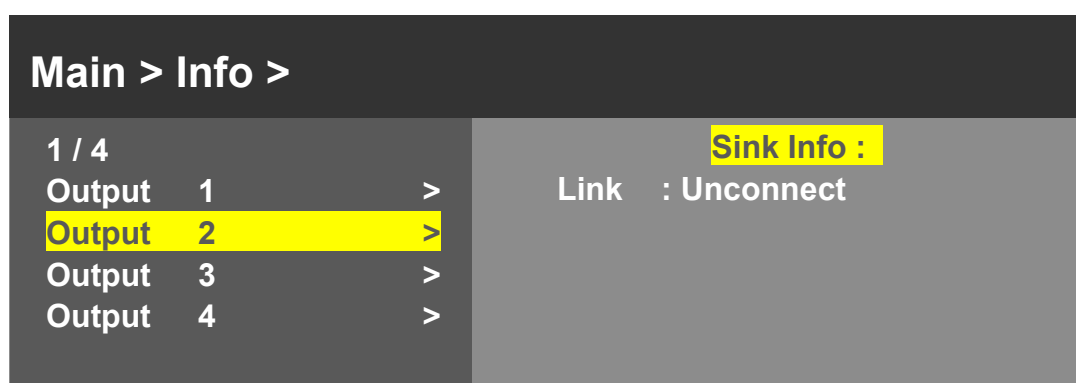 Main > Info >
1 / 4
Output 1 >
Output 2 >
Output 3 >
Output 4 >
Sink Info :
Link : Unconnect